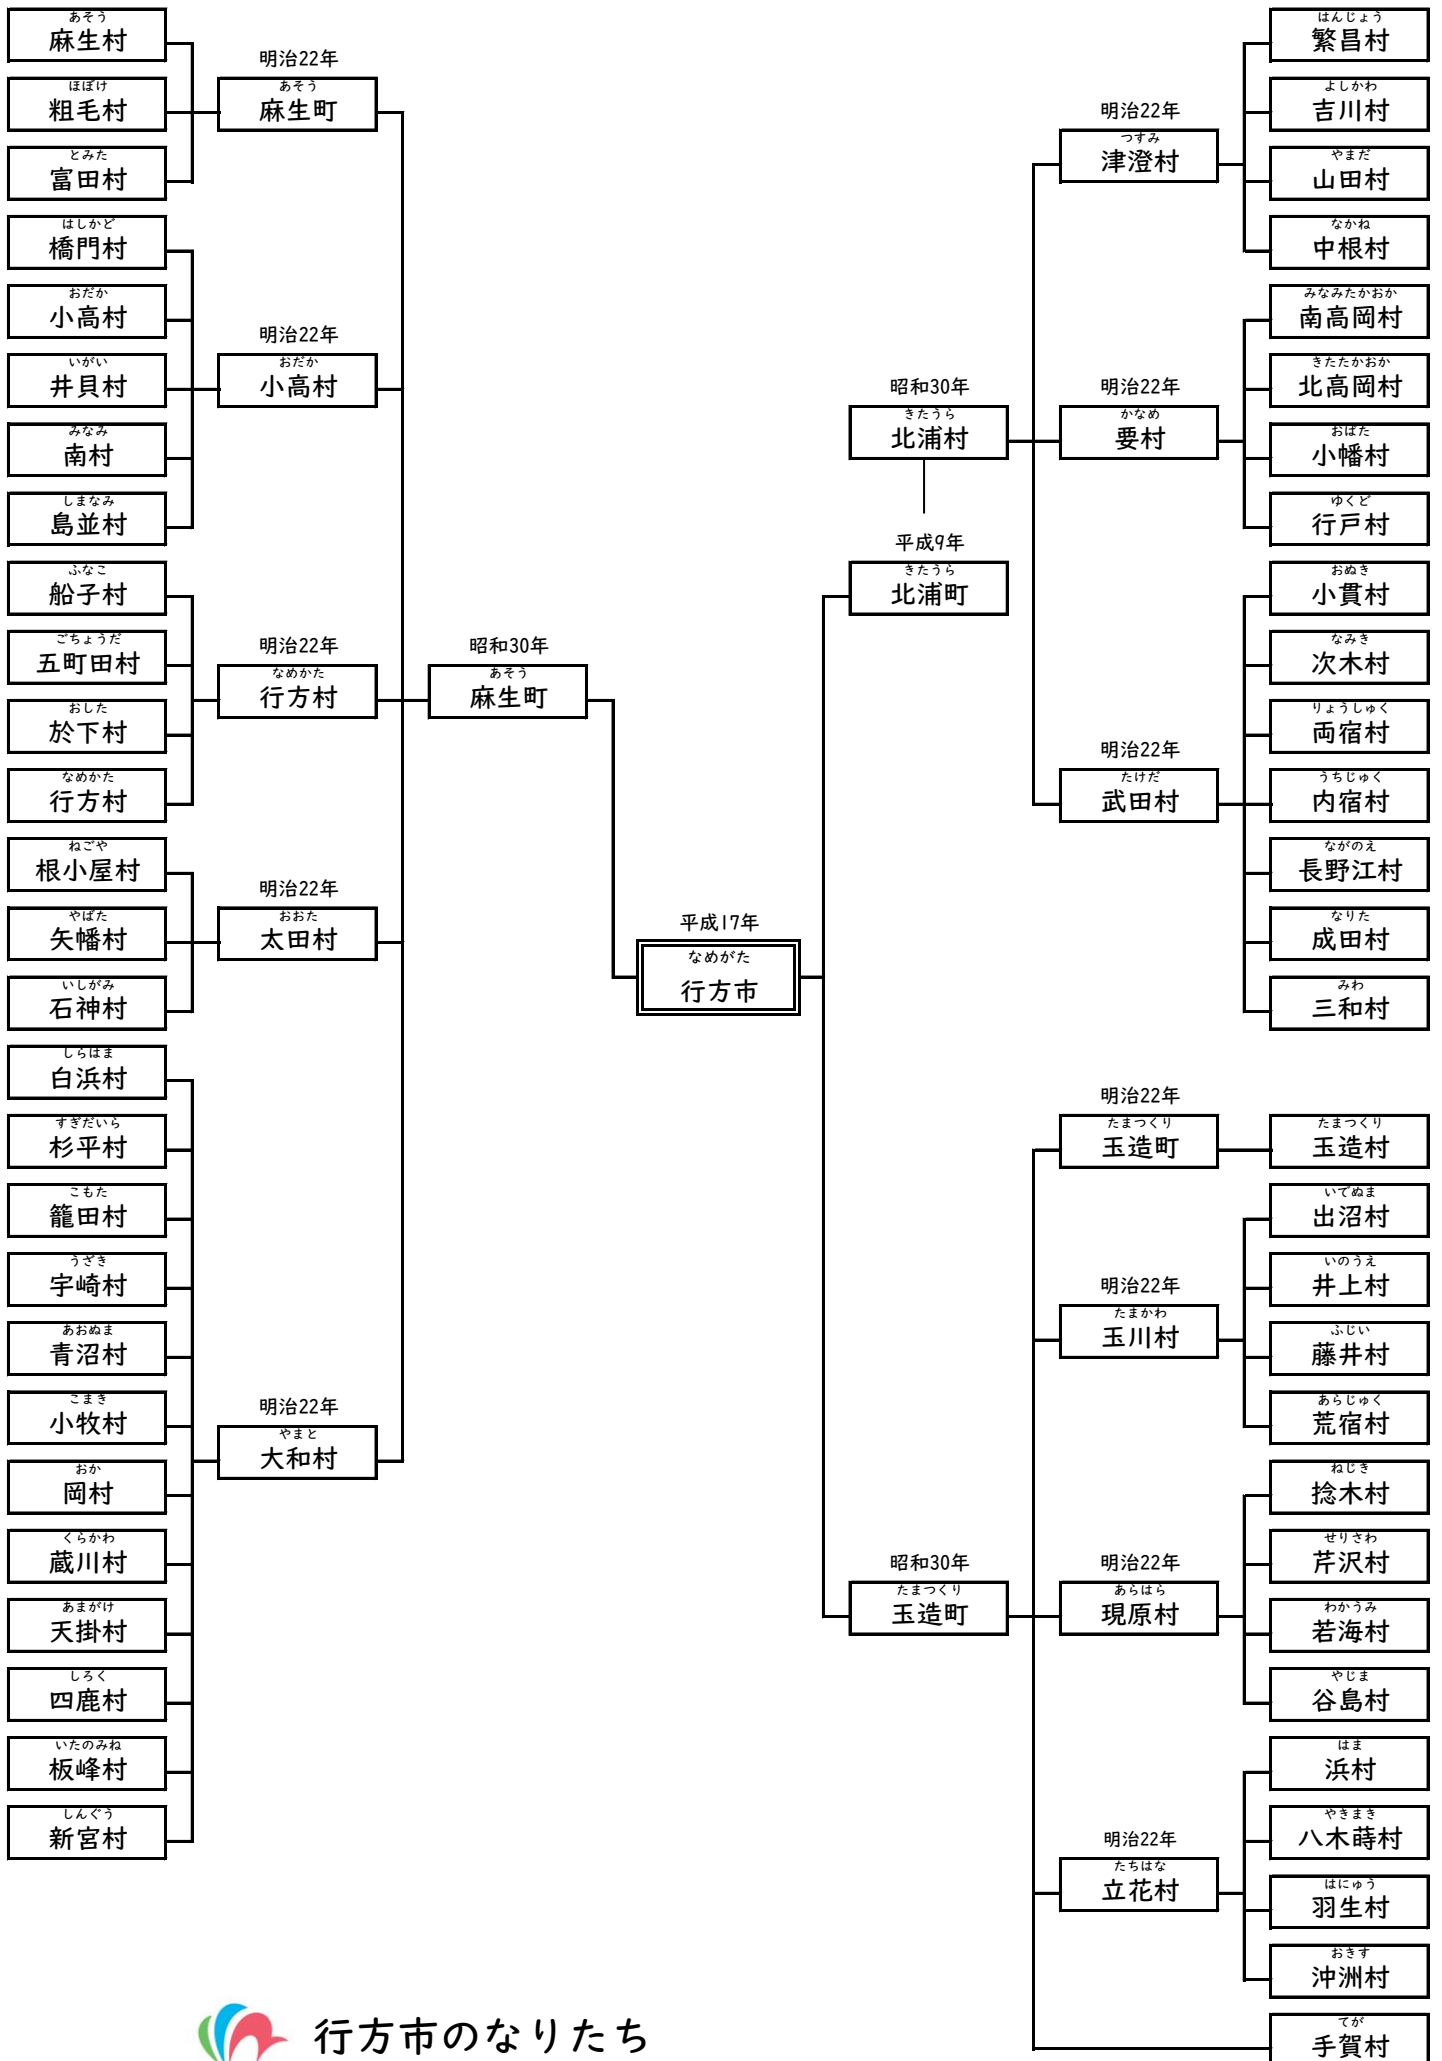 あそう
麻生村
ほぼけ
粗毛村
とみた
富田村
はしかど
橋門村
おだか
小高村
いがい
井貝村
みなみ
南村
しまなみ
島並村
ふなこ
船子村
ごちょうだ
五町田村
おした
於下村
なめかた
行方村
ねごや
根小屋村
やばた
矢幡村
いしがみ
石神村
しらはま
白浜村
すぎだいら
杉平村
こもた
籠田村
うざき
宇崎村
あおぬま
青沼村
こまき
小牧村
おか
岡村
くらかわ
蔵川村
あまがけ
天掛村
しろく
四鹿村
いたのみね
板峰村
しんぐう
新宮村
明治22年
あそう
麻生町
明治22年
おだか
小高村
明治22年
なめかた
行方村
明治22年
おおた
太田村
明治22年
やまと
大和村
昭和30年
あそう
麻生町
平成17年
なめがた
行方市
昭和30年
きたうら
北浦村
平成9年
きたうら
北浦町
昭和30年
たまつくり
玉造町
明治22年
つすみ
津澄村
明治22年
かなめ
要村
明治22年
たけだ
武田村
明治22年
たまつくり
玉造町
明治22年
たまかわ
玉川村
明治22年
あらはら
現原村
明治22年
たちはな
立花村
はんじょう
繁昌村
よしかわ
吉川村
やまだ
山田村
なかね
中根村
みなみたかおか
南高岡村
きたたかおか
北高岡村
おばた
小幡村
ゆくど
行戸村
おぬき
小貫村
なみき
次木村
りょうしゅく
両宿村
うちじゅく
内宿村
ながのえ
長野江村
なりた
成田村
みわ
三和村
たまつくり
玉造村
いでぬま
出沼村
いのうえ
井上村
ふじい
藤井村
あらじゅく
荒宿村
ねじき
捻木村
せりさわ
芹沢村
わかうみ
若海村
やじま
谷島村
はま
浜村
やきまき
八木蒔村
はにゅう
羽生村
おきす
沖洲村
てが
手賀村
行方市のなりたち